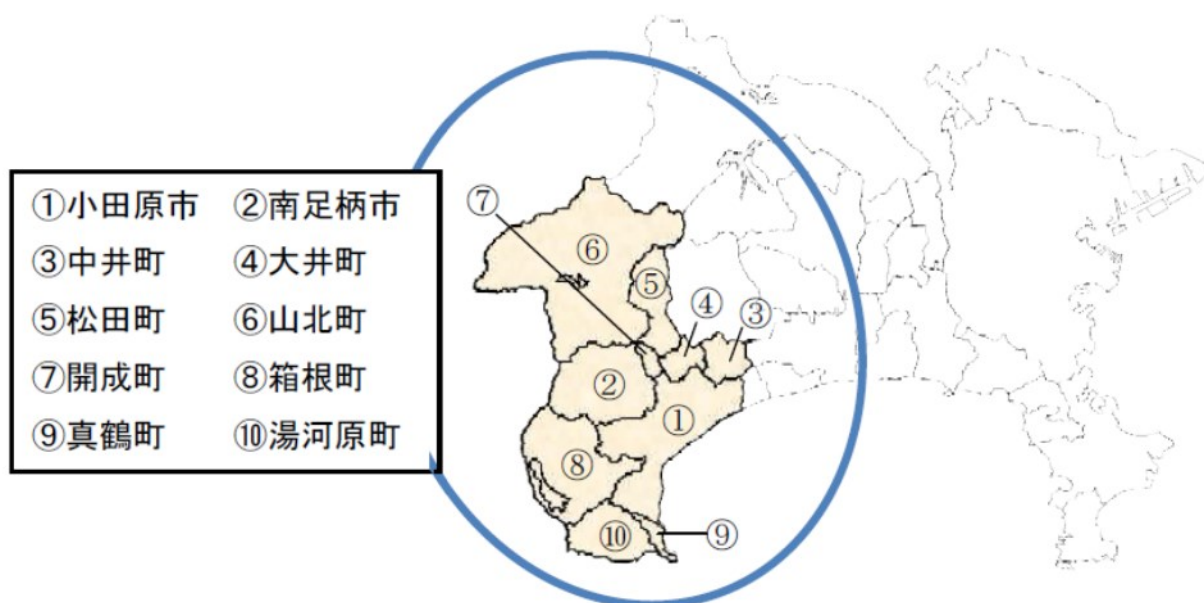 ①小田原市 ②南足柄市
③中井町 ④大井町
⑤松田町 ⑥山北町
⑦開成町 ⑧箱根町
⑨真鶴町 ⑩湯河原町
⑦
⑥
⑤
④
③
②
①
⑧
⑨
⑩